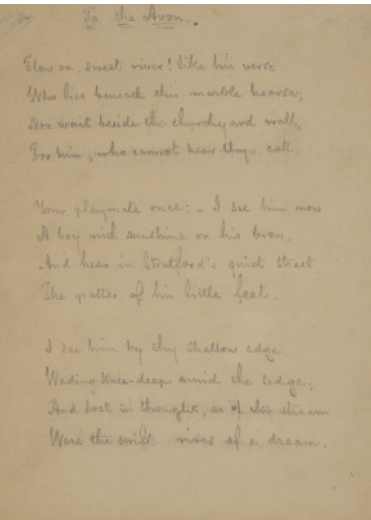 To the Avon.
Flow on, sweet river! like his verse
Who lies beneath this marble hearse,
Nor wait beside the churchyard wall
For him, who cannot hear thy call.
Your playmate once: – I see him now
A boy with sunshine on his brow,
And hear in Stratford's quiet street
The patter of his little feet.
I see him by thy shallow edge
Wading knee-deep amid the sedge;
And lost in thought, as if thy stream
Were the swift river of a dream.